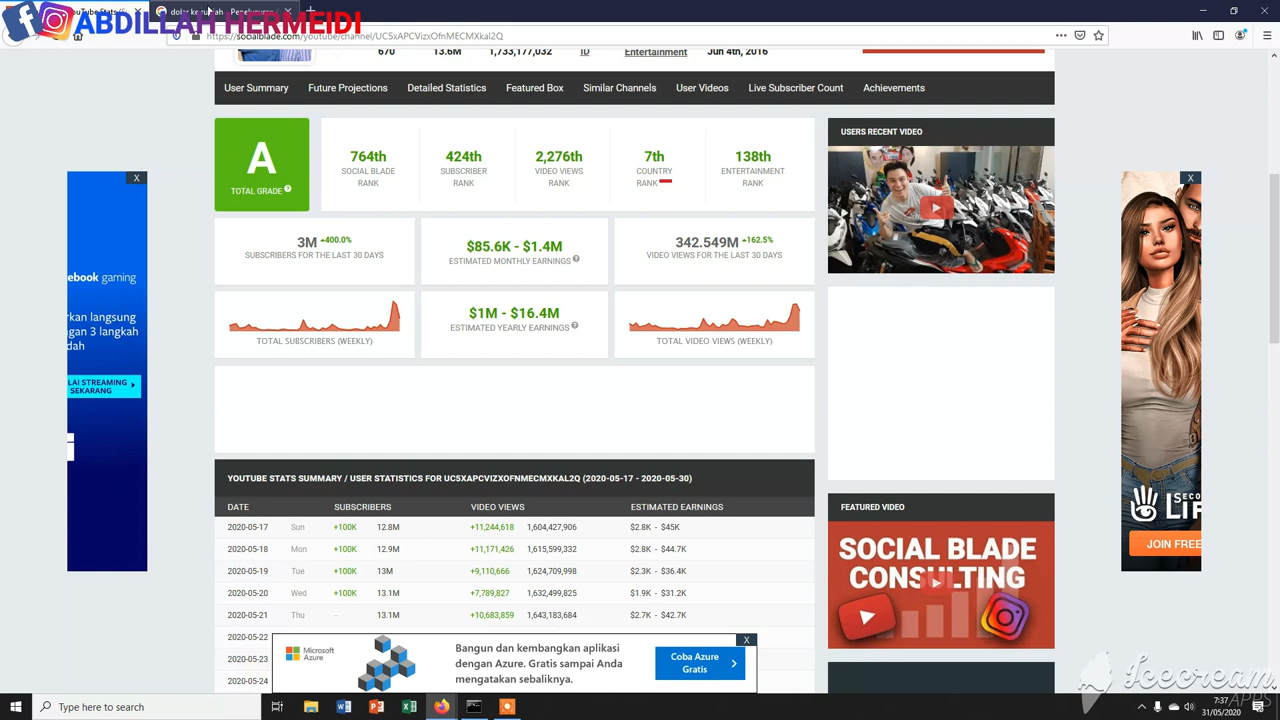 YouTube Stats
ABDILLAH HERMEIDI
https://socialblade.com/youtube/channel/UC5xAPCVizxOfnMECMXkal2Q
670 13.6M 1,733,177,032 ID Entertainment Jun 4th, 2016
User Summary Future Projections Detailed Statistics Featured Box Similar Channels User Videos Live Subscriber Count Achievements
A
TOTAL GRADE
764th
SOCIAL BLADE
RANK
424th
SUBSCRIBER
RANK
2,276th
VIDEO VIEWS
RANK
7th
COUNTRY
RANK
138th
ENTERTAINMENT
RANK
3M +400.0%
SUBSCRIBERS FOR THE LAST 30 DAYS
$85.6K - $1.4M
ESTIMATED MONTHLY EARNINGS
342.549M +162.5%
VIDEO VIEWS FOR THE LAST 30 DAYS
TOTAL SUBSCRIBERS (WEEKLY)
$1M - $16.4M
ESTIMATED YEARLY EARNINGS
TOTAL VIDEO VIEWS (WEEKLY)
YOUTUBE STATS SUMMARY / USER STATISTICS FOR UC5XAPCVIZXOFNMECMXKAL2Q (2020-05-17 - 2020-05-30)
DATE SUBSCRIBERS VIDEO VIEWS ESTIMATED EARNINGS
2020-05-17 Sun +100K 12.8M +11,244,618 1,604,427,906 $2.8K - $45K
2020-05-18 Mon +100K 12.9M +11,171,426 1,615,599,332 $2.8K - $44.7K
2020-05-19 Tue +100K 13M +9,110,666 1,624,709,998 $2.3K - $36.4K
2020-05-20 Wed +100K 13.1M +7,789,827 1,632,499,825 $1.9K - $31.2K
2020-05-21 Thu -- 13.1M +10,683,859 1,643,183,684 $2.7K - $42.7K
2020-05-22
2020-05-23
2020-05-24
USERS RECENT VIDEO
FEATURED VIDEO
SOCIAL BLADE
CONSULTING
X
ebook gaming
rkan langsung
ngan 3 langkah
dah
LAI STREAMING
SEKARANG
X
SECO
LIF
JOIN FREE
X
Microsoft
Azure
Bangun dan kembangkan aplikasi
dengan Azure. Gratis sampai Anda
mengatakan sebaliknya.
Coba Azure
Gratis
Icecream
APPS
Type here to search
7:37
31/05/2020